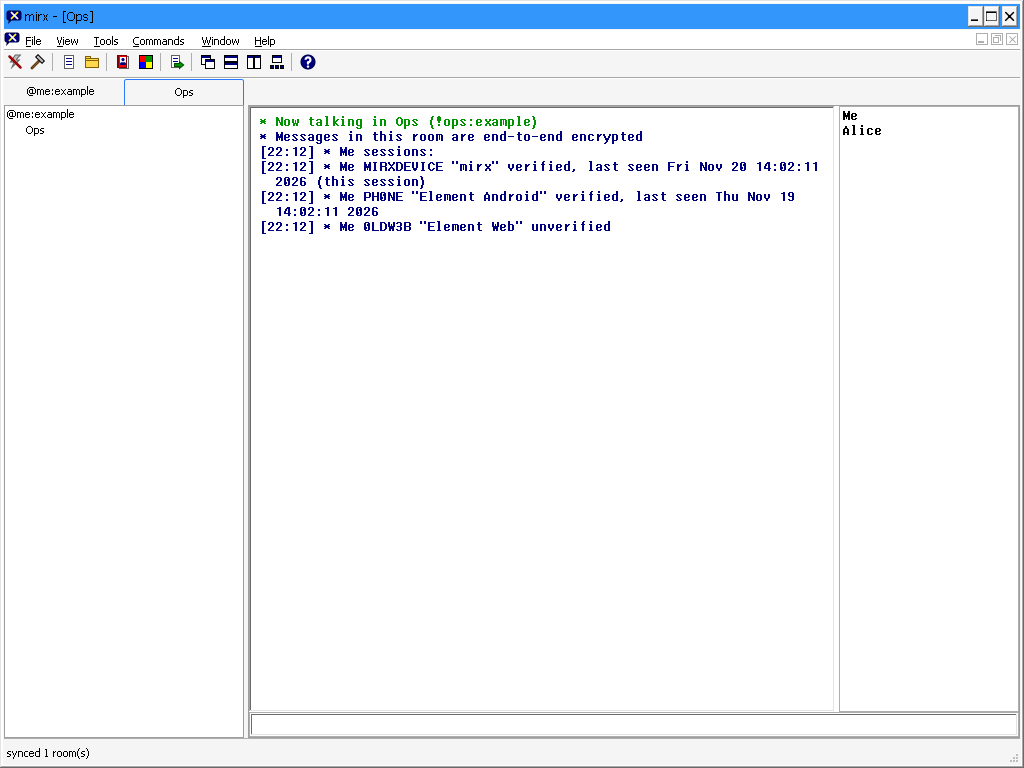 mirx - [Ops]
File View Tools Commands Window Help
@me:example Ops
@me:example
Ops
* Now talking in Ops (!ops:example)
* Messages in this room are end-to-end encrypted
[22:12] * Me sessions:
[22:12] * Me MIRXDEVICE "mirx" verified, last seen Fri Nov 20 14:02:11
2026 (this session)
[22:12] * Me PH0NE "Element Android" verified, last seen Thu Nov 19
14:02:11 2026
[22:12] * Me 0LDW3B "Element Web" unverified
Me
Alice
synced 1 room(s)